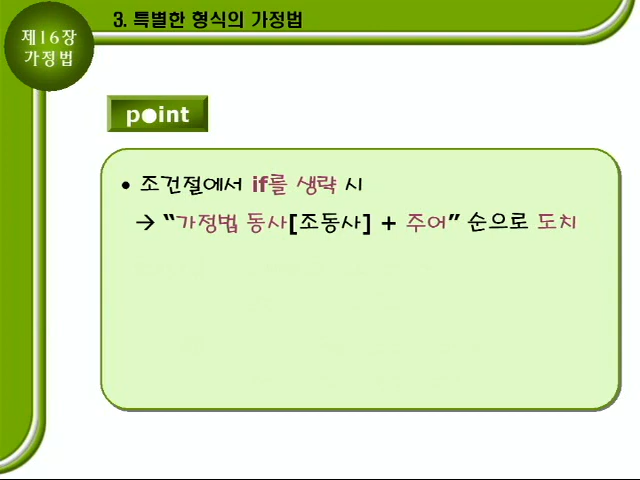 3. 특별한 형식의 가정법
제16장
가정법
point
• 조건절에서 if를 생략 시
→ “가정법 동사[조동사] + 주어” 순으로 도치